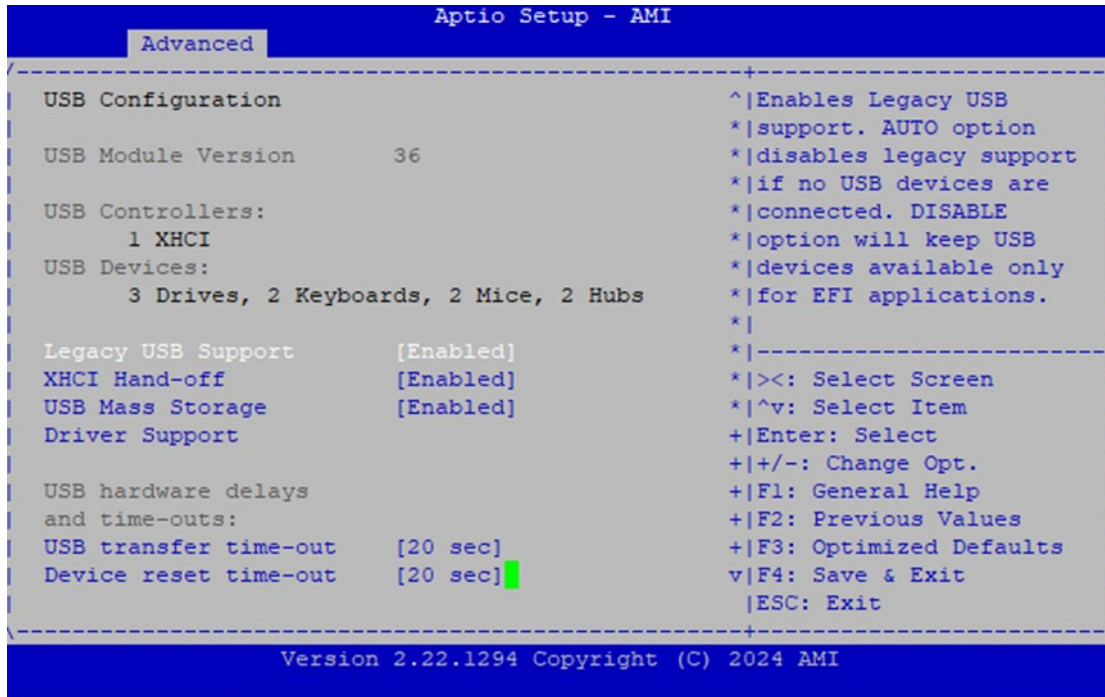 Aptio Setup - AMI
Advanced
USB Configuration
USB Module Version 36
USB Controllers:
1 XHCI
USB Devices:
3 Drives, 2 Keyboards, 2 Mice, 2 Hubs
Legacy USB Support [Enabled]
XHCI Hand-off [Enabled]
USB Mass Storage [Enabled]
Driver Support
USB hardware delays
and time-outs:
USB transfer time-out [20 sec]
Device reset time-out [20 sec]
Enables Legacy USB
support. AUTO option
disables legacy support
if no USB devices are
connected. DISABLE
option will keep USB
devices available only
for EFI applications.
><: Select Screen
^v: Select Item
Enter: Select
+/-: Change Opt.
F1: General Help
F2: Previous Values
F3: Optimized Defaults
F4: Save & Exit
ESC: Exit
Version 2.22.1294 Copyright (C) 2024 AMI